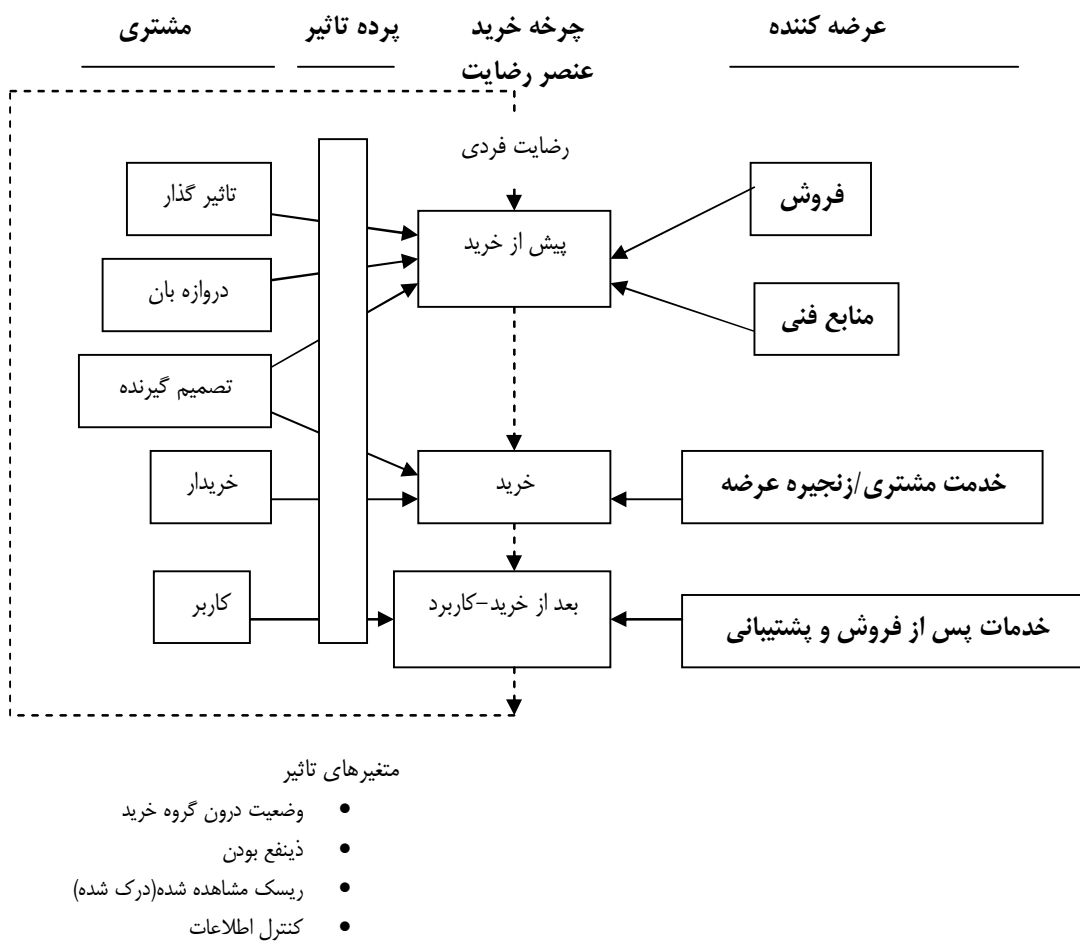 عرضه کننده
چرخه خرید
عنصر رضایت
پرده تاثیر
مشتری
رضایت فردی
فروش
پیش از خرید
تاثیر گذار
دروازه بان
منابع فنی
تصمیم گیرنده
خدمت مشتری/زنجیره عرضه
خرید
خریدار
خدمات پس از فروش و پشتیبانی
بعد از خرید-کاربرد
کاربر
متغیرهای تاثیر
• وضعیت درون گروه خرید
• ذینفع بودن
• ریسک مشاهده شده(درک شده)
• کنترل اطلاعات